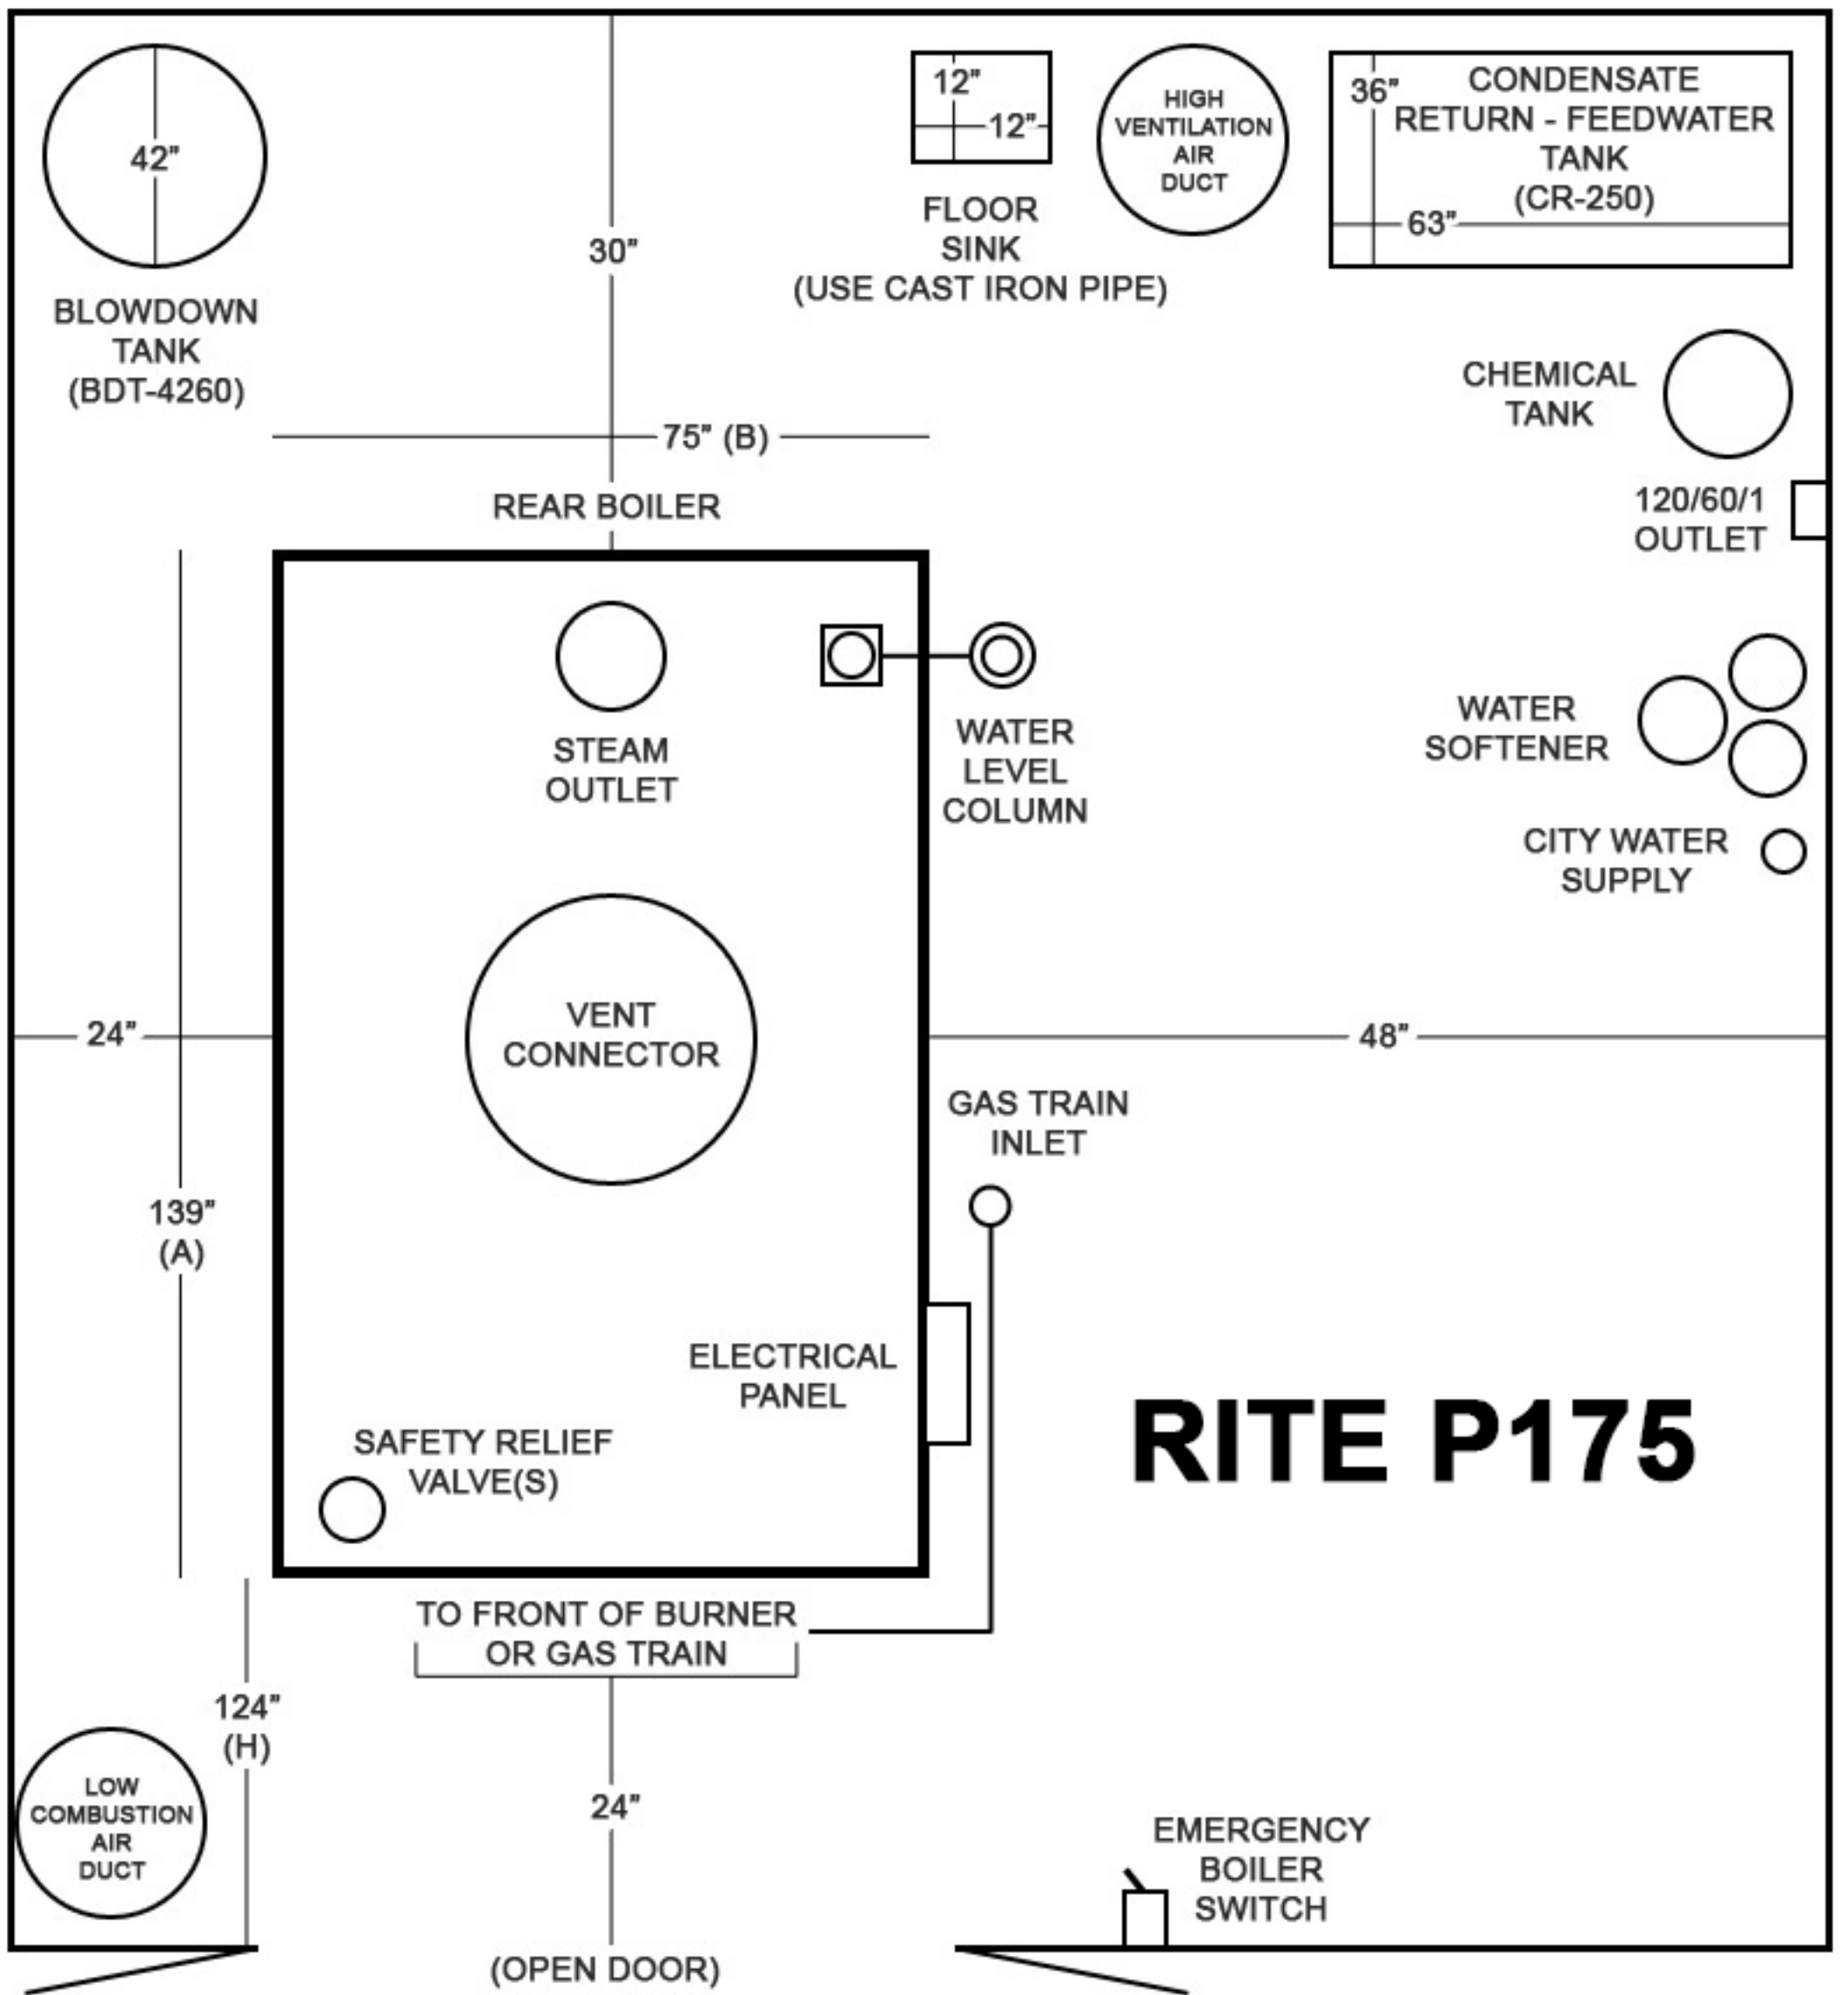 42”
BLOWDOWN
TANK
(BDT-4260)
30”
12”
12”
FLOOR
SINK
(USE CAST IRON PIPE)
HIGH
VENTILATION
AIR
DUCT
36”
CONDENSATE
RETURN - FEEDWATER
TANK
(CR-250)
63”
CHEMICAL
TANK
120/60/1
OUTLET
75” (B)
REAR BOILER
STEAM
OUTLET
WATER
LEVEL
COLUMN
WATER
SOFTENER
CITY WATER
SUPPLY
24”
VENT
CONNECTOR
48”
GAS TRAIN
INLET
139”
(A)
ELECTRICAL
PANEL
RITE P175
SAFETY RELIEF
VALVE(S)
TO FRONT OF BURNER
OR GAS TRAIN
124”
(H)
LOW
COMBUSTION
AIR
DUCT
24”
EMERGENCY
BOILER
SWITCH
(OPEN DOOR)